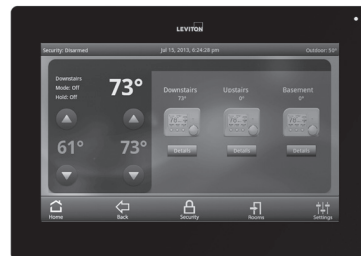 LEVITON
Security: Disarmed Jul 15, 2013, 6:24:28 pm Outdoor: 50°
Downstairs
Mode: Off
Hold: Off
73°
61° 73°
Downstairs Upstairs Basement
73° 0° 0°
Details Details Details
Home Back Security Rooms Settings